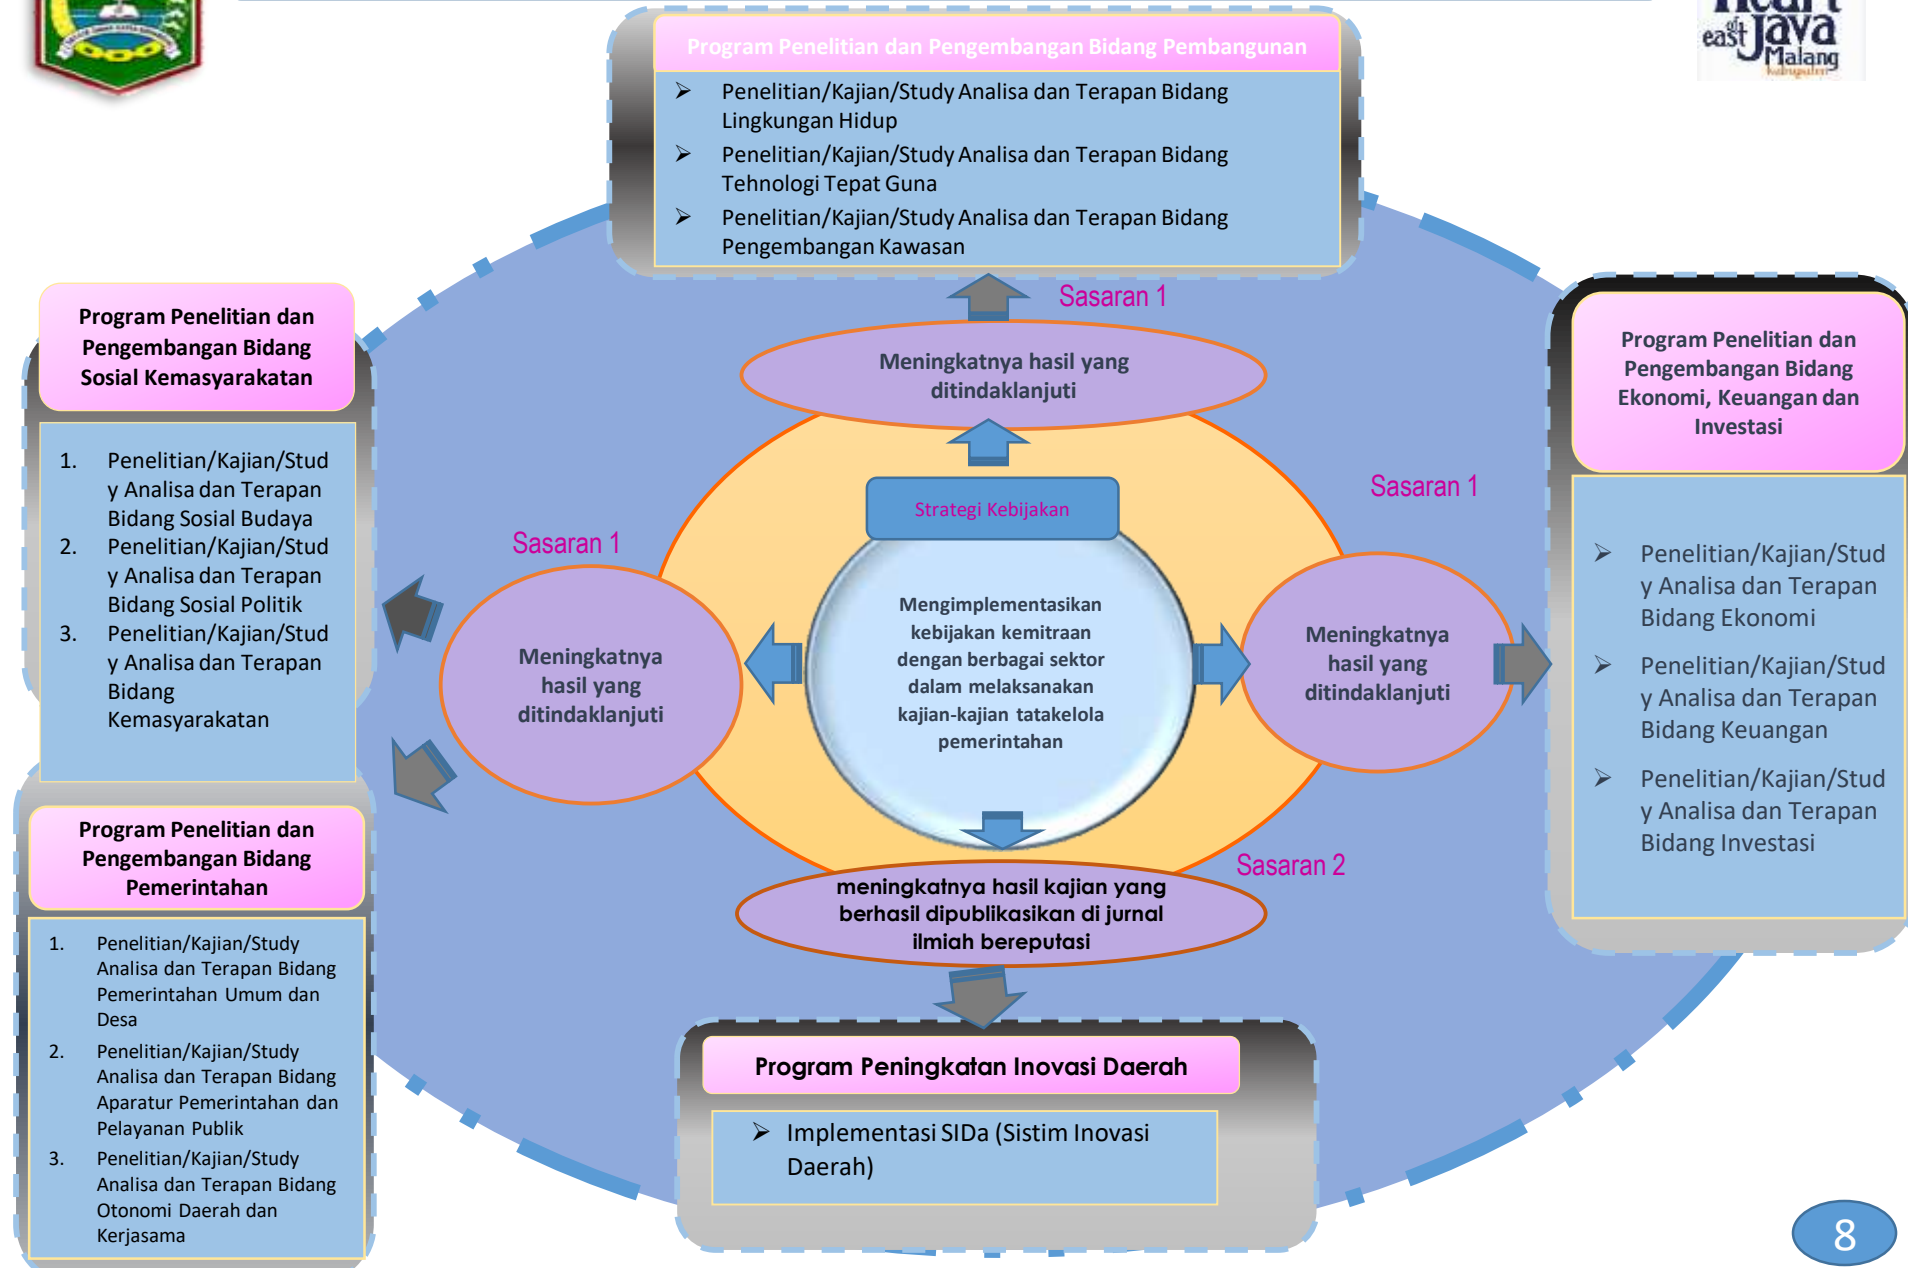 Heart
of
east Java
Malang
kabupaten
Program Penelitian dan Pengembangan Bidang Pembangunan
➢ Penelitian/Kajian/Study Analisa dan Terapan Bidang
Lingkungan Hidup
➢ Penelitian/Kajian/Study Analisa dan Terapan Bidang
Tehnologi Tepat Guna
➢ Penelitian/Kajian/Study Analisa dan Terapan Bidang
Pengembangan Kawasan
Sasaran 1
Meningkatnya hasil yang
ditindaklanjuti
Program Penelitian dan
Pengembangan Bidang
Sosial Kemasyarakatan
1. Penelitian/Kajian/Stud
y Analisa dan Terapan
Bidang Sosial Budaya
2. Penelitian/Kajian/Stud
y Analisa dan Terapan
Bidang Sosial Politik
3. Penelitian/Kajian/Stud
y Analisa dan Terapan
Bidang
Kemasyarakatan
Program Penelitian dan
Pengembangan Bidang
Pemerintahan
1. Penelitian/Kajian/Study
Analisa dan Terapan Bidang
Pemerintahan Umum dan
Desa
2. Penelitian/Kajian/Study
Analisa dan Terapan Bidang
Aparatur Pemerintahan dan
Pelayanan Publik
3. Penelitian/Kajian/Study
Analisa dan Terapan Bidang
Otonomi Daerah dan
Kerjasama
Sasaran 1
Meningkatnya
hasil yang
ditindaklanjuti
Strategi Kebijakan
Mengimplementasikan
kebijakan kemitraan
dengan berbagai sektor
dalam melaksanakan
kajian-kajian tatakelola
pemerintahan
Sasaran 1
Meningkatnya
hasil yang
ditindaklanjuti
Program Penelitian dan
Pengembangan Bidang
Ekonomi, Keuangan dan
Investasi
➢ Penelitian/Kajian/Stud
y Analisa dan Terapan
Bidang Ekonomi
➢ Penelitian/Kajian/Stud
y Analisa dan Terapan
Bidang Keuangan
➢ Penelitian/Kajian/Stud
y Analisa dan Terapan
Bidang Investasi
Sasaran 2
meningkatnya hasil kajian yang
berhasil dipublikasikan di jurnal
ilmiah bereputasi
Program Peningkatan Inovasi Daerah
➢ Implementasi SIDa (Sistim Inovasi
Daerah)
8